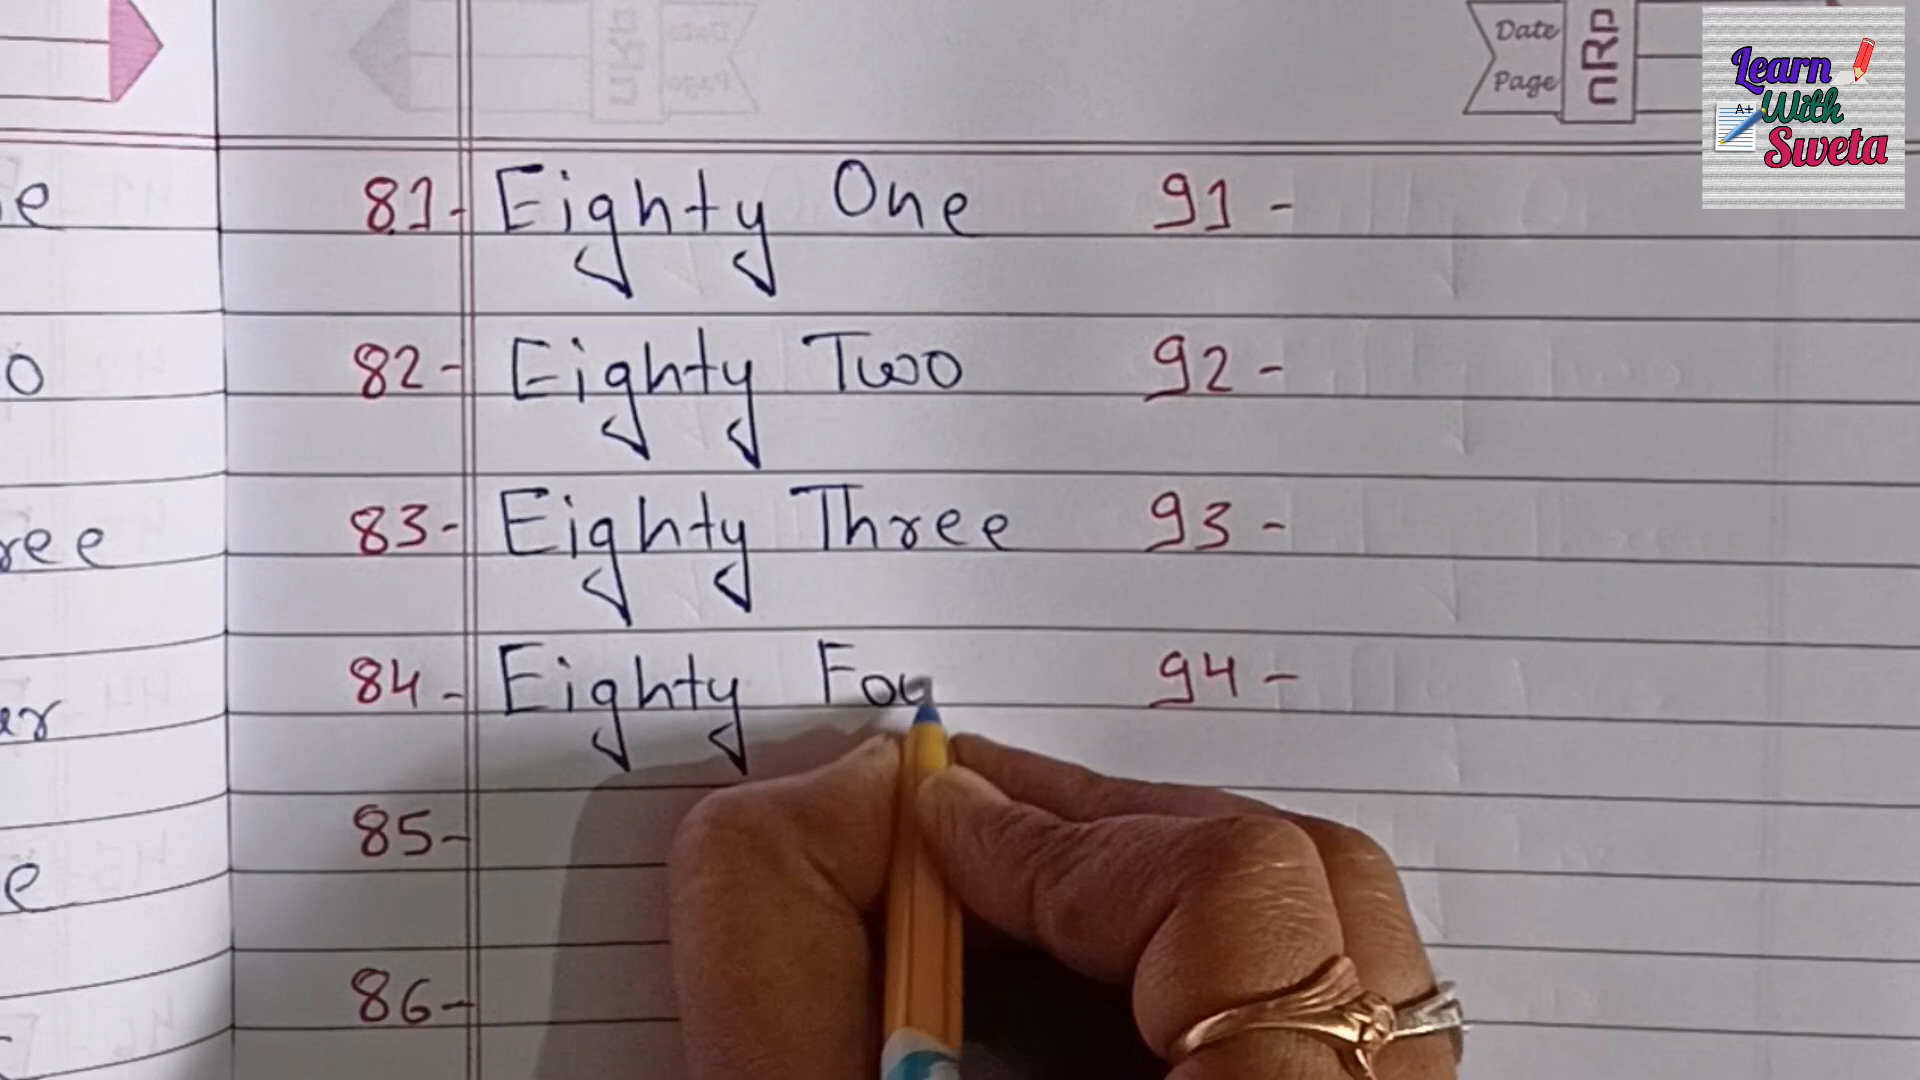 Date
Page
nRp
Learn
With
A+
Sweta
81- Eighty One 91-
82- Eighty Two 92-
83- Eighty Three 93-
84- Eighty Fou 94-
85-
86-